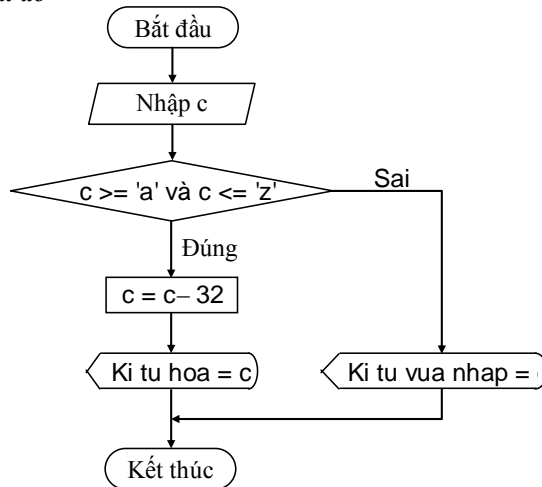 Bắt đầu
Nhập c
c >= 'a' và c <= 'z'
Sai
Đúng
c = c– 32
Ki tu hoa = c
Ki tu vua nhap =
Kết thúc